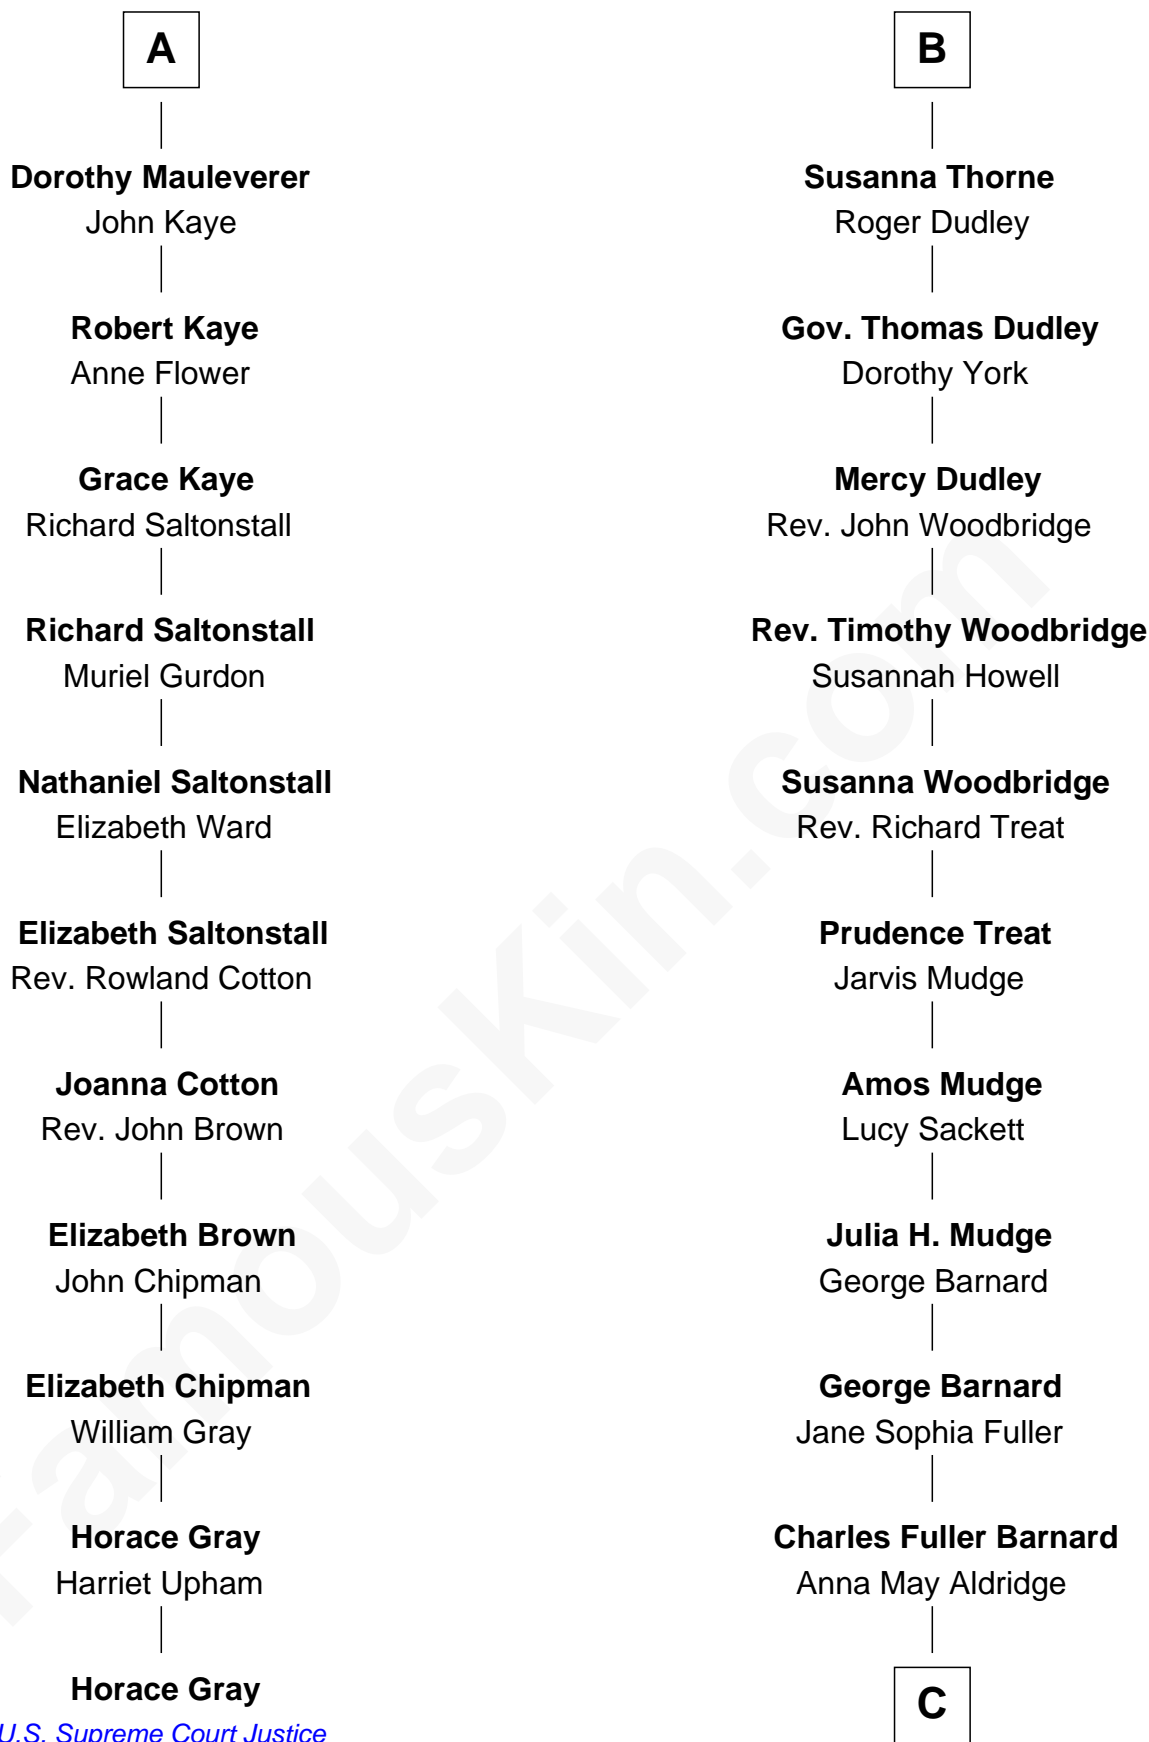 A
Dorothy Mauleverer
John Kaye
Robert Kaye
Anne Flower
Grace Kaye
Richard Saltonstall
Richard Saltonstall
Muriel Gurdon
Nathaniel Saltonstall
Elizabeth Ward
Elizabeth Saltonstall
Rev. Rowland Cotton
Joanna Cotton
Rev. John Brown
Elizabeth Brown
John Chipman
Elizabeth Chipman
William Gray
Horace Gray
Harriet Upham
Horace Gray
U.S. Supreme Court Justice
B
Susanna Thorne
Roger Dudley
Gov. Thomas Dudley
Dorothy York
Mercy Dudley
Rev. John Woodbridge
Rev. Timothy Woodbridge
Susannah Howell
Susanna Woodbridge
Rev. Richard Treat
Prudence Treat
Jarvis Mudge
Amos Mudge
Lucy Sackett
Julia H. Mudge
George Barnard
George Barnard
Jane Sophia Fuller
Charles Fuller Barnard
Anna May Aldridge
C
FamousKin.com